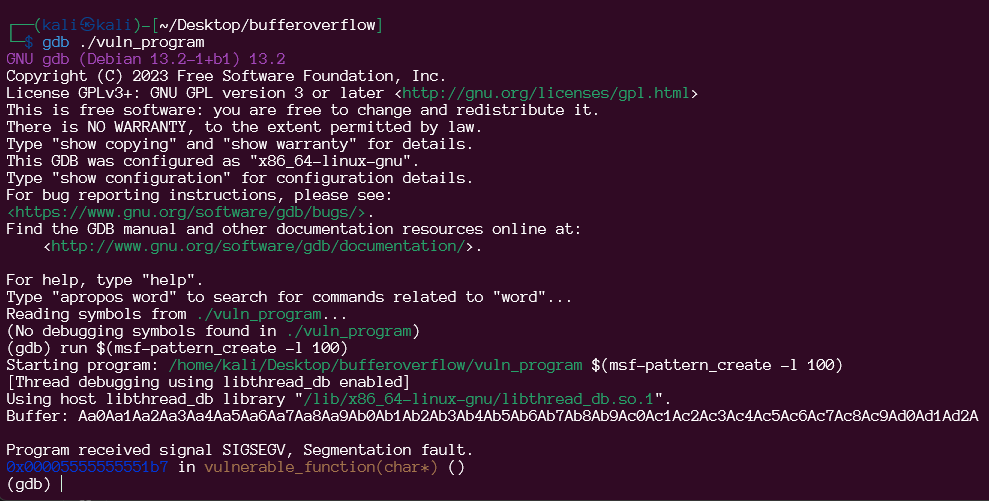 ┌──(kali㉿kali)-[~/Desktop/bufferoverflow]
└─$ gdb ./vuln_program
GNU gdb (Debian 13.2-1+b1) 13.2
Copyright (C) 2023 Free Software Foundation, Inc.
License GPLv3+: GNU GPL version 3 or later <http://gnu.org/licenses/gpl.html>
This is free software: you are free to change and redistribute it.
There is NO WARRANTY, to the extent permitted by law.
Type "show copying" and "show warranty" for details.
This GDB was configured as "x86_64-linux-gnu".
Type "show configuration" for configuration details.
For bug reporting instructions, please see:
<https://www.gnu.org/software/gdb/bugs/>.
Find the GDB manual and other documentation resources online at:
    <http://www.gnu.org/software/gdb/documentation/>.

For help, type "help".
Type "apropos word" to search for commands related to "word"...
Reading symbols from ./vuln_program...
(No debugging symbols found in ./vuln_program)
(gdb) run $(msf-pattern_create -l 100)
Starting program: /home/kali/Desktop/bufferoverflow/vuln_program $(msf-pattern_create -l 100)
[Thread debugging using libthread_db enabled]
Using host libthread_db library "/lib/x86_64-linux-gnu/libthread_db.so.1".
Buffer: Aa0Aa1Aa2Aa3Aa4Aa5Aa6Aa7Aa8Aa9Ab0Ab1Ab2Ab3Ab4Ab5Ab6Ab7Ab8Ab9Ac0Ac1Ac2Ac3Ac4Ac5Ac6Ac7Ac8Ac9Ad0Ad1Ad2A

Program received signal SIGSEGV, Segmentation fault.
0x00005555555551b7 in vulnerable_function(char*) ()
(gdb)